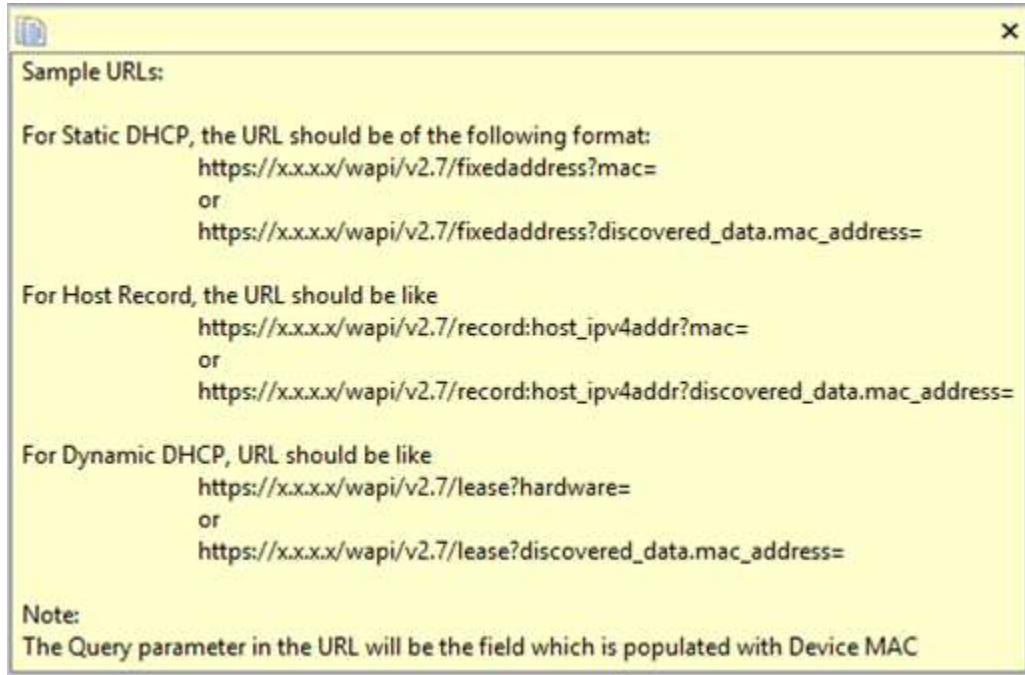 Sample URLs:
For Static DHCP, the URL should be of the following format:
https://x.x.x.x/wapi/v2.7/fixedaddress?mac=
or
https://x.x.x.x/wapi/v2.7/fixedaddress?discovered_data.mac_address=
For Host Record, the URL should be like
https://x.x.x.x/wapi/v2.7/record:host_ipv4addr?mac=
or
https://x.x.x.x/wapi/v2.7/record:host_ipv4addr?discovered_data.mac_address=
For Dynamic DHCP, URL should be like
https://x.x.x.x/wapi/v2.7/lease?hardware=
or
https://x.x.x.x/wapi/v2.7/lease?discovered_data.mac_address=
Note:
The Query parameter in the URL will be the field which is populated with Device MAC